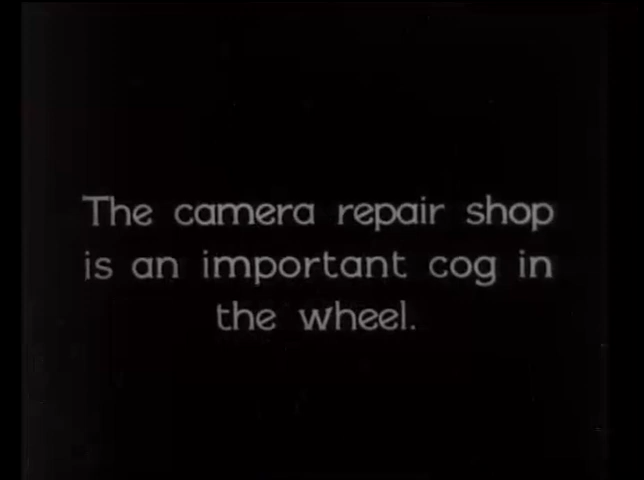 The camera repair shop
is an important cog in
the wheel.